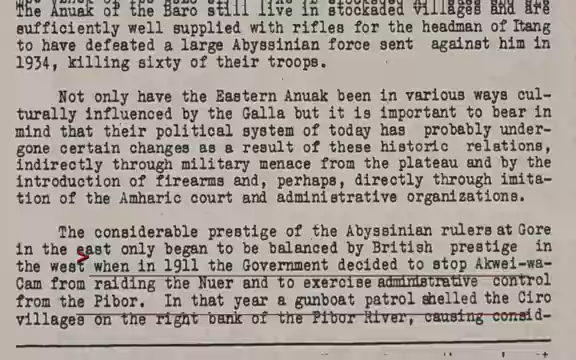 The Anuak of the Baro still live in stockaded villages and are
sufficiently well supplied with rifles for the headman of Itang
to have defeated a large Abyssinian force sent against him in
1934, killing sixty of their troops.
Not only have the Eastern Anuak been in various ways cul-
turally influenced by the Galla but it is important to bear in
mind that their political system of today has probably under-
gone certain changes as a result of these historic relations,
indirectly through military menace from the plateau and by the
introduction of firearms and, perhaps, directly through imita-
tion of the Amharic court and administrative organizations.
The considerable prestige of the Abyssinian rulers at Gore
in the east only began to be balanced by British prestige in
the west when in 1911 the Government decided to stop Akwei-wa-
Cam from raiding the Nuer and to exercise administrative control
from the Pibor. In that year a gunboat patrol shelled the Ciro
villages on the right bank of the Pibor River, causing consid-